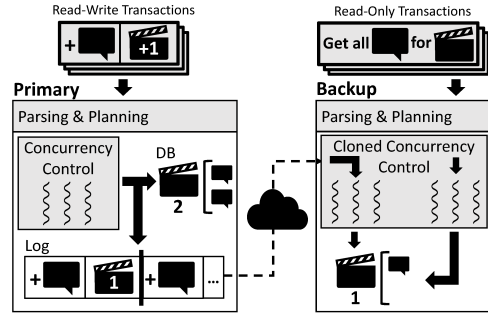 Read-Write Transactions
+ +1
Primary
Parsing & Planning
Concurrency
Control
DB
2
Log
+ 1 + ...
Read-Only Transactions
Get all for
Backup
Parsing & Planning
Cloned Concurrency
Control
1